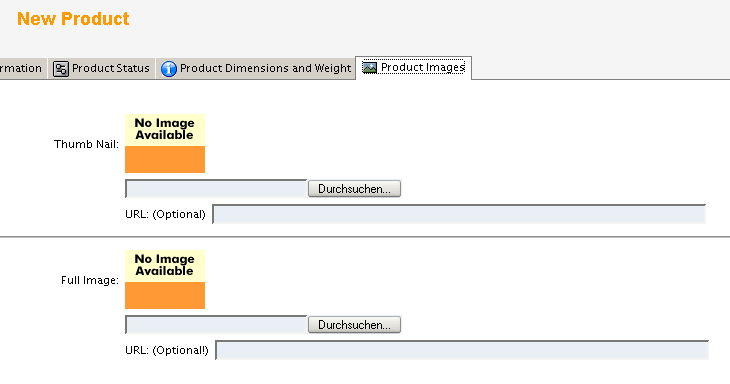 New Product
rmation Product Status Product Dimensions and Weight Product Images
No Image
Available
Thumb Nail:
Durchsuchen...
URL: (Optional)
No Image
Available
Full Image:
Durchsuchen...
URL: (Optional!)